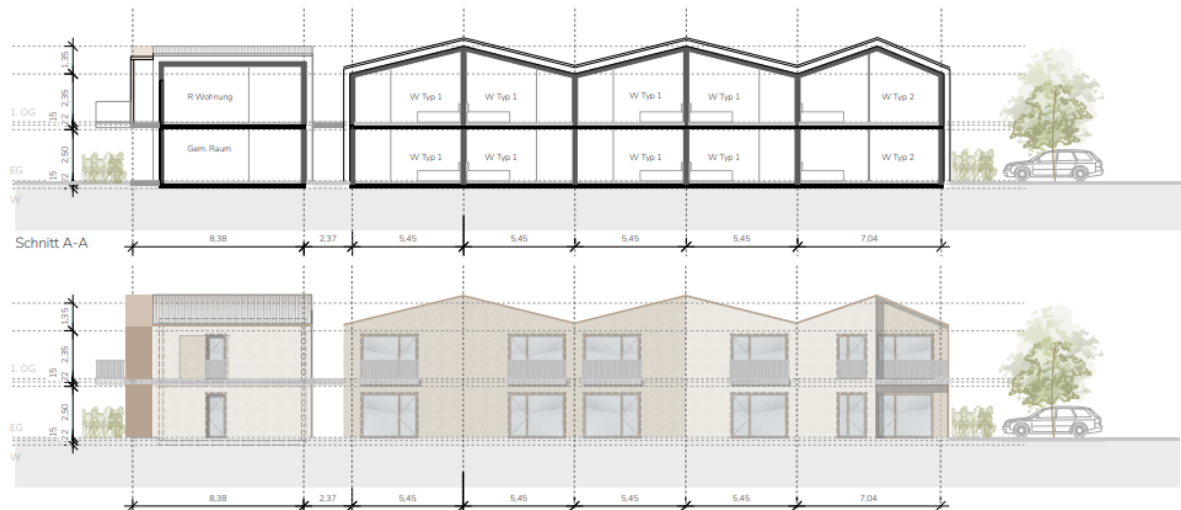 1,35
2,35
15
22
2,50
15
22
1. OG
EG
W
R Wohnung
W Typ 1
W Typ 1
W Typ 1
W Typ 1
W Typ 2
Gem. Raum
W Typ 1
W Typ 1
W Typ 1
W Typ 1
W Typ 2
Schnitt A-A
8,38
2,37
5,45
5,45
5,45
5,45
7,04
1,35
2,35
15
22
2,50
15
22
1. OG
EG
W
8,38
2,37
5,45
5,45
5,45
5,45
7,04